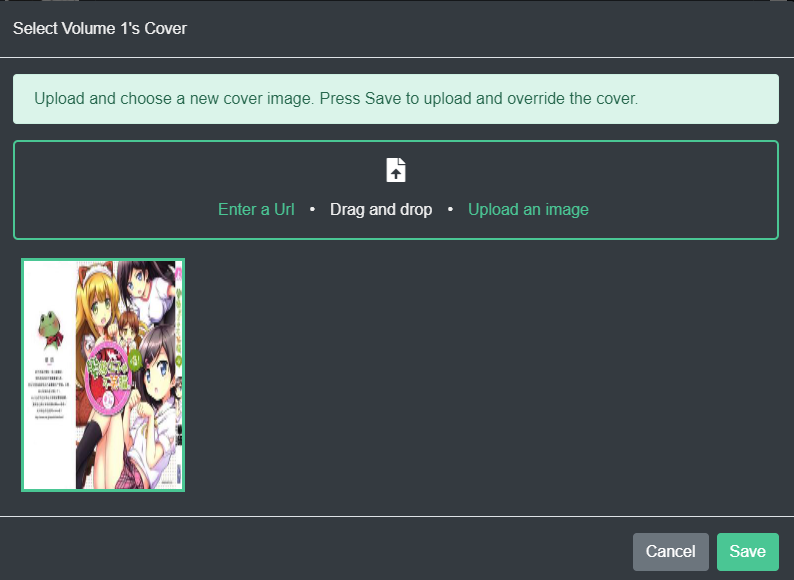 Select Volume 1's Cover
Upload and choose a new cover image. Press Save to upload and override the cover.
Enter a Url • Drag and drop • Upload an image
Cancel Save